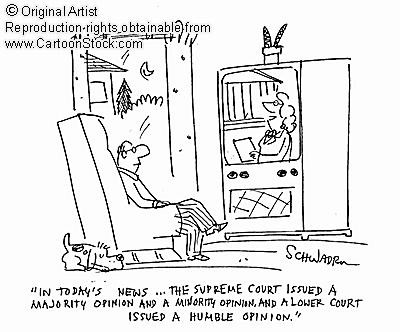 © Original Artist
Reproduction rights obtainable from
www.CartoonStock.com
SCHWADRON
"IN TODAY'S NEWS... THE SUPREME COURT ISSUED A
MAJORITY OPINION AND A MINORITY OPINION, AND A LOWER COURT
ISSUED A HUMBLE OPINION."